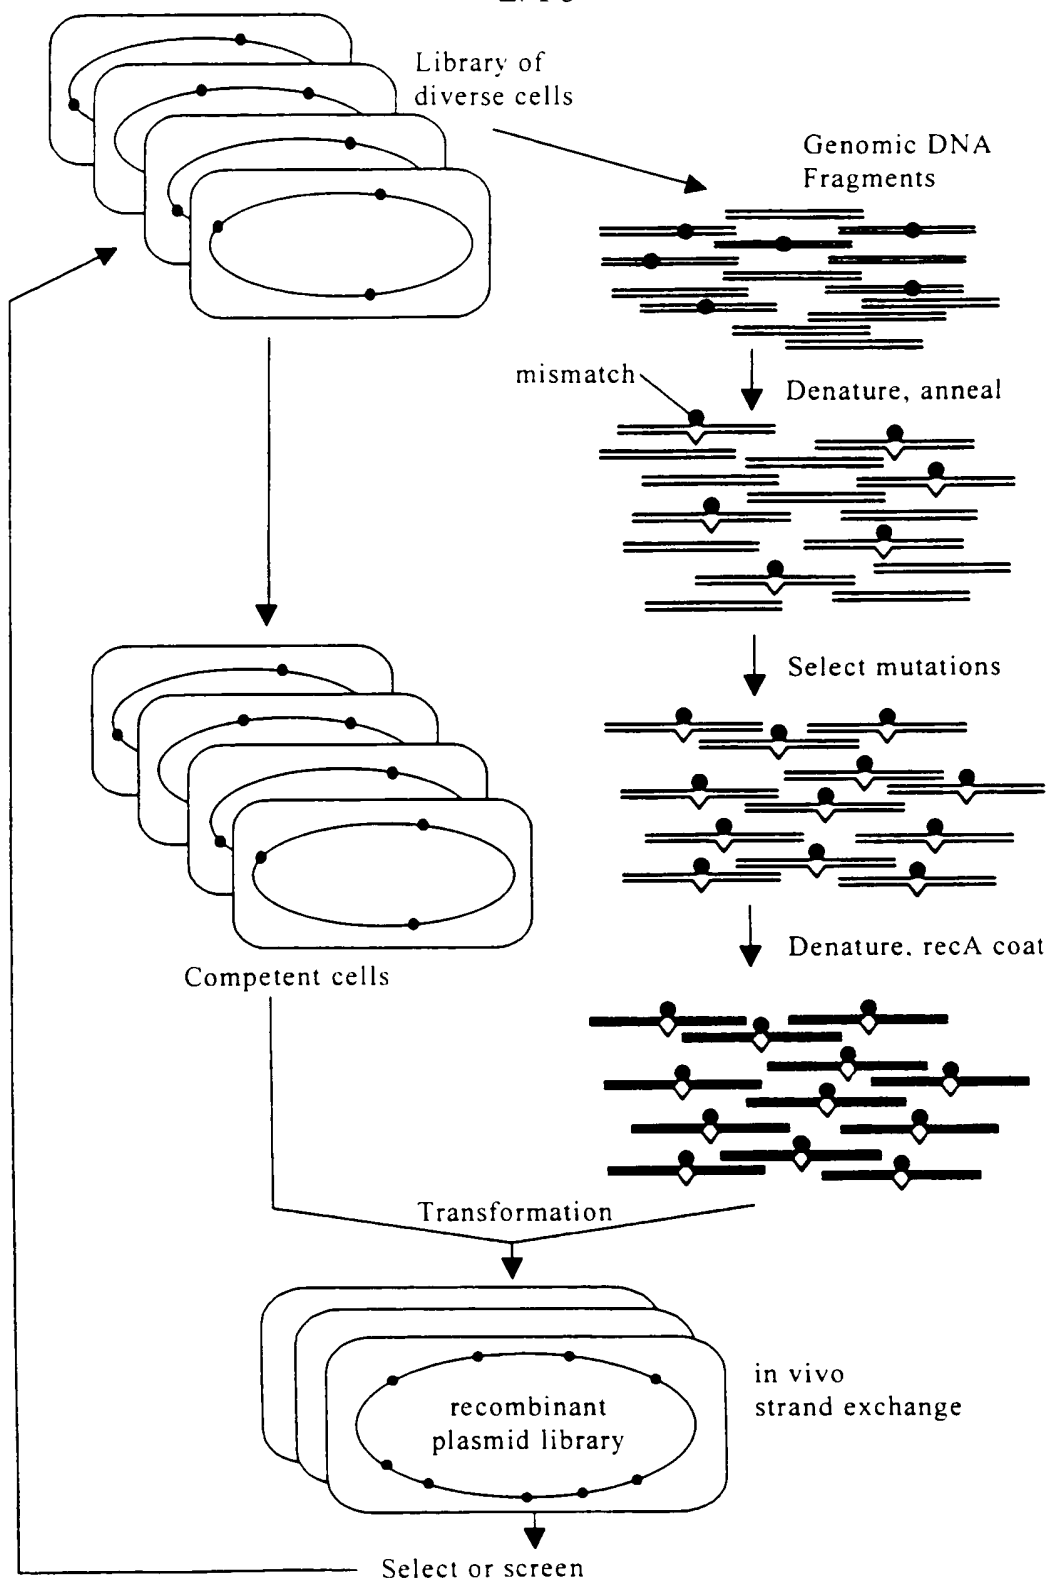 Library of
diverse cells
Genomic DNA
Fragments
mismatch
Denature, anneal
Select mutations
Denature, recA coat
Competent cells
Transformation
in vivo
strand exchange
recombinant
plasmid library
Select or screen